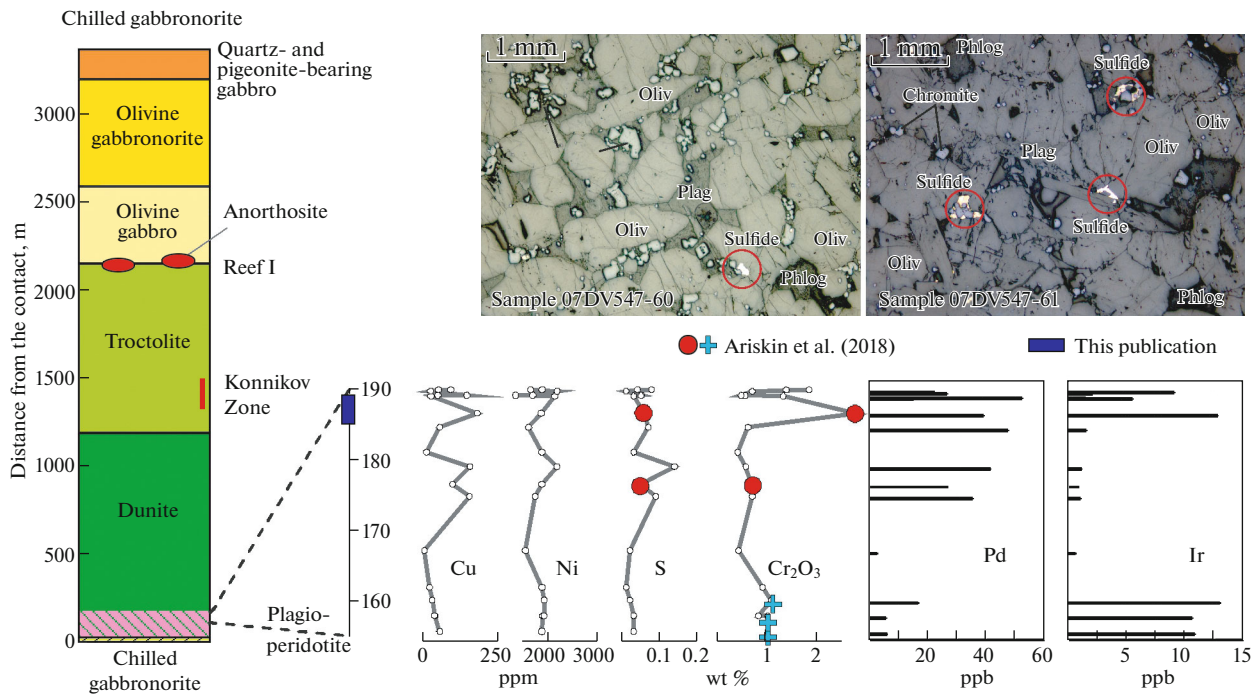 Chilled gabbronorite
Distance from the contact, m
3000
2500
2000
1500
1000
500
0
Quartz- and
pigeonite-bearing
gabbro
Olivine
gabbronorite
Olivine
gabbro
Anorthosite
Reef I
Troctolite
Konnikov
Zone
Dunite
Plagio-
peridotite
Chilled
gabbronorite
1 mm
Oliv
Plag
Oliv
Sulfide
Oliv
Phlog
Sample 07DV547-60
1 mm
Phlog
Sulfide
Chromite
Oliv
Oliv
Plag
Sulfide
Sulfide
Oliv
Phlog
Sample 07DV547-61
Ariskin et al. (2018)
This publication
190
180
170
160
Cu
Ni
S
Cr2O3
Pd
Ir
0 250
ppm
2000 3000
0.1 0.2
wt %
1 2
20 40 60
ppb
5 10 15
ppb